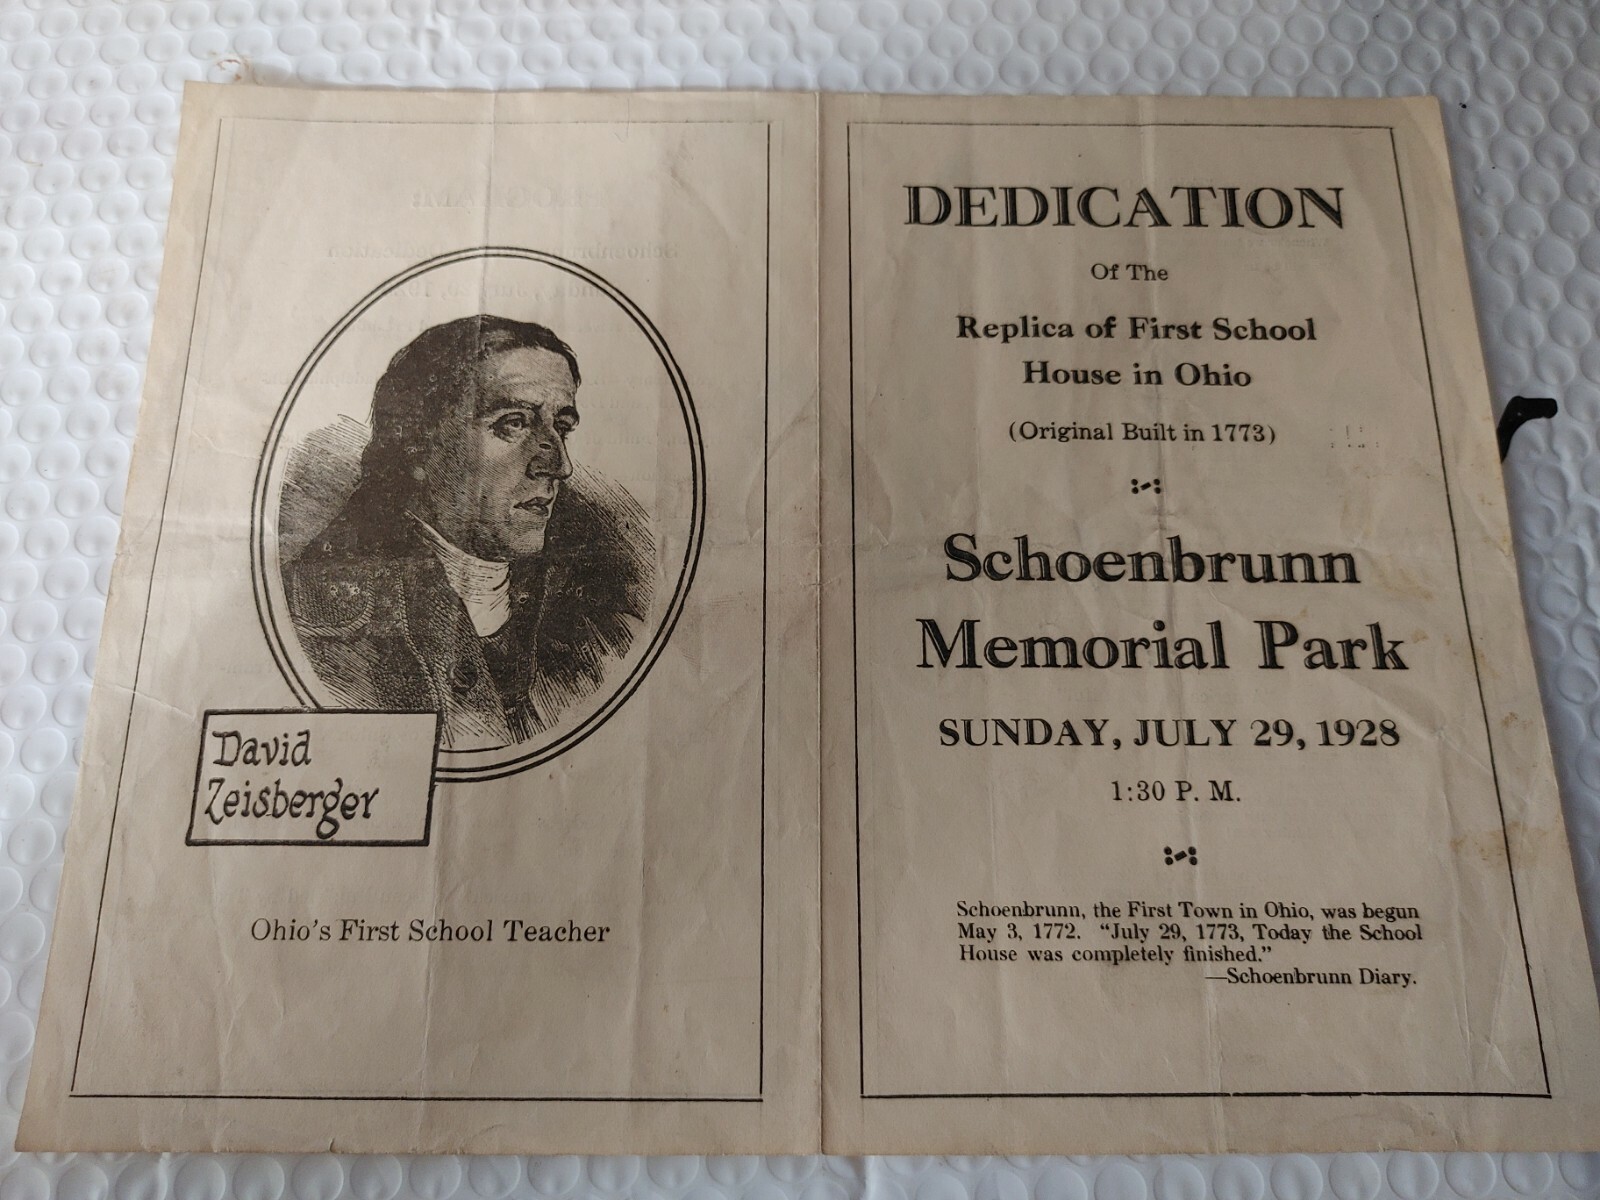 David
Zeisberger
Ohio's First School Teacher
DEDICATION
Of The
Replica of First School
House in Ohio
(Original Built in 1773)
Schoenbrunn
Memorial Park
SUNDAY, JULY 29, 1928
1:30 P. M.
Schoenbrunn, the First Town in Ohio, was begun
May 3, 1772. "July 29, 1773, Today the School
House was completely finished."
—Schoenbrunn Diary.